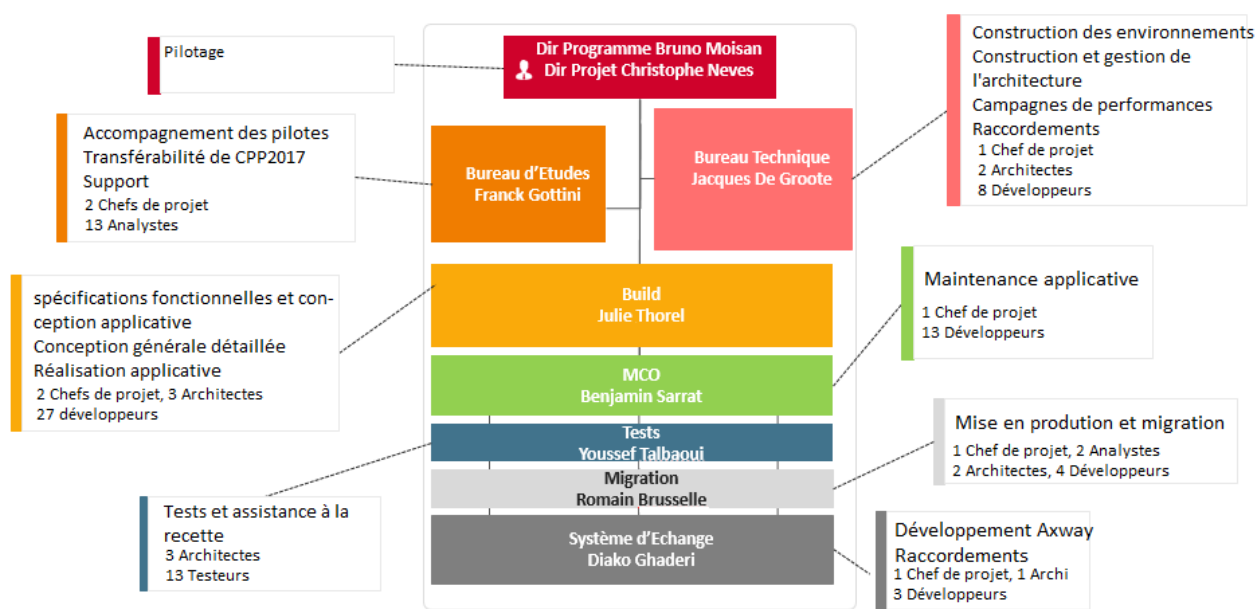 Pilotage
Dir Programme Bruno Moisan
Dir Projet Christophe Neves
Construction des environnements
Construction et gestion de
l'architecture
Campagnes de performances
Raccordements
1 Chef de projet
2 Architectes
8 Développeurs
Accompagnement des pilotes
Transférabilité de CPP2017
Support
2 Chefs de projet
13 Analystes
Bureau d'Etudes
Franck Gottini
Bureau Technique
Jacques De Groote
spécifications fonctionnelles et con-
ception applicative
Conception générale détaillée
Réalisation applicative
2 Chefs de projet, 3 Architectes
27 développeurs
Build
Julie Thorel
Maintenance applicative
1 Chef de projet
13 Développeurs
MCO
Benjamin Sarrat
Tests
Youssef Talbaoui
Migration
Romain Brusselle
Mise en prodution et migration
1 Chef de projet, 2 Analystes
2 Architectes, 4 Développeurs
Tests et assistance à la
recette
3 Architectes
13 Testeurs
Système d'Echange
Diako Ghaderi
Développement Axway
Raccordements
1 Chef de projet, 1 Archi
3 Développeurs